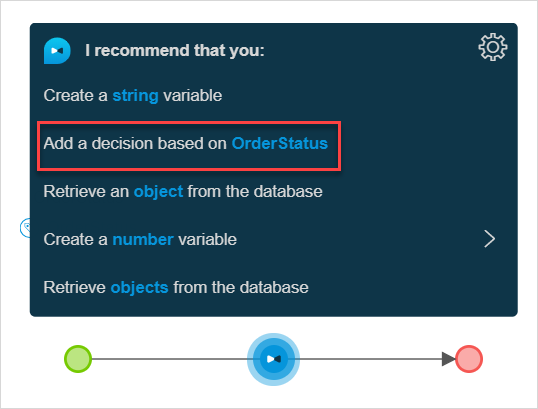 I recommend that you:
Create a string variable
Add a decision based on OrderStatus
Retrieve an object from the database
Create a number variable
Retrieve objects from the database